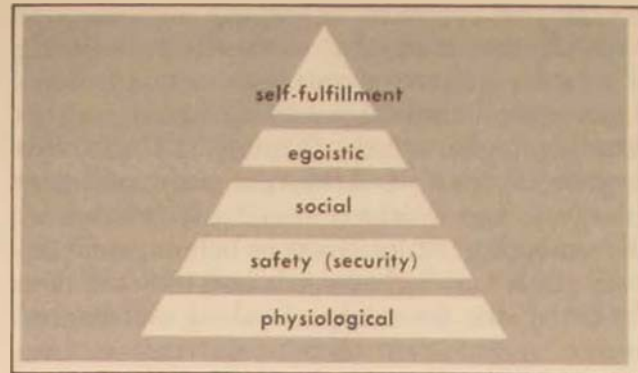 self-fulfillment
egoistic
social
safety (security)
physiological